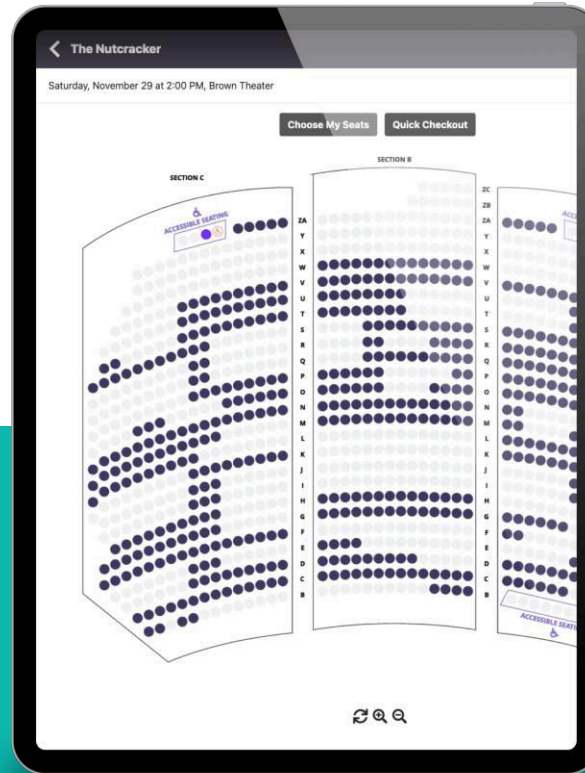 The Nutcracker
Saturday, November 29 at 2:00 PM, Brown Theater
Choose My Seats Quick Checkout
SECTION B
SECTION C
ACCESSIBLE SEATING
ZC
ZB
ZA ZA
Y Y
X X
W W
V V
U U
T T
S S
R R
Q Q
P P
O O
N N
M M
L L
K K
J J
I I
H H
G G
F F
E E
D D
C C
B B
ACCESSIBLE SEATI